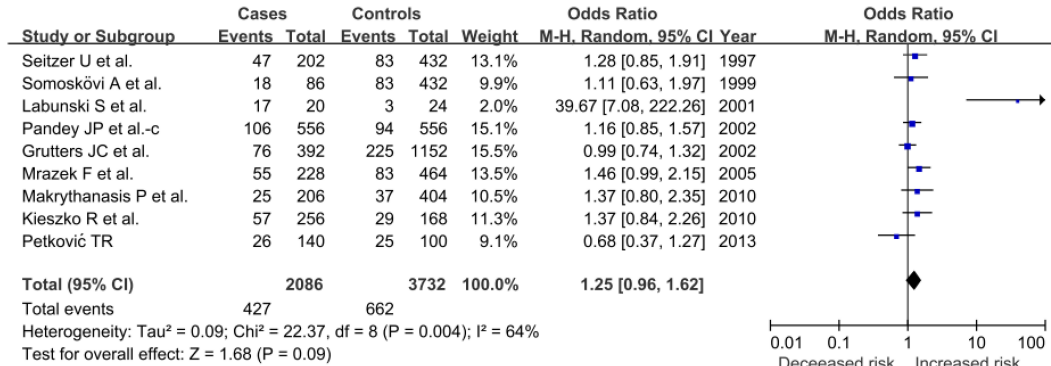 Cases Controls Odds Ratio Odds Ratio
Study or Subgroup Events Total Events Total Weight M-H, Random, 95% CI Year M-H, Random, 95% CI
Seitzer U et al. 47 202 83 432 13.1% 1.28 [0.85, 1.91] 1997
Somoskövi A et al. 18 86 83 432 9.9% 1.11 [0.63, 1.97] 1999
Labunski S et al. 17 20 3 24 2.0% 39.67 [7.08, 222.26] 2001
Pandey JP et al.-c 106 556 94 556 15.1% 1.16 [0.85, 1.57] 2002
Grutters JC et al. 76 392 225 1152 15.5% 0.99 [0.74, 1.32] 2002
Mrazek F et al. 55 228 83 464 13.4% 1.46 [0.99, 2.15] 2005
Makrythanasis P et al. 25 206 37 404 10.5% 1.37 [0.80, 2.35] 2010
Kieszko R et al. 57 256 29 168 11.3% 1.37 [0.84, 2.26] 2010
Petković TR 26 140 25 100 9.1% 0.68 [0.37, 1.27] 2013
Total (95% CI) 2086 3732 100.0% 1.25 [0.96, 1.62]
Total events 427 662
Heterogeneity: Tau² = 0.09; Chi² = 22.37, df = 8 (P = 0.004); I² = 64%
Test for overall effect: Z = 1.68 (P = 0.09)
0.01 0.1 1 10 100
Deceeased risk Increased risk